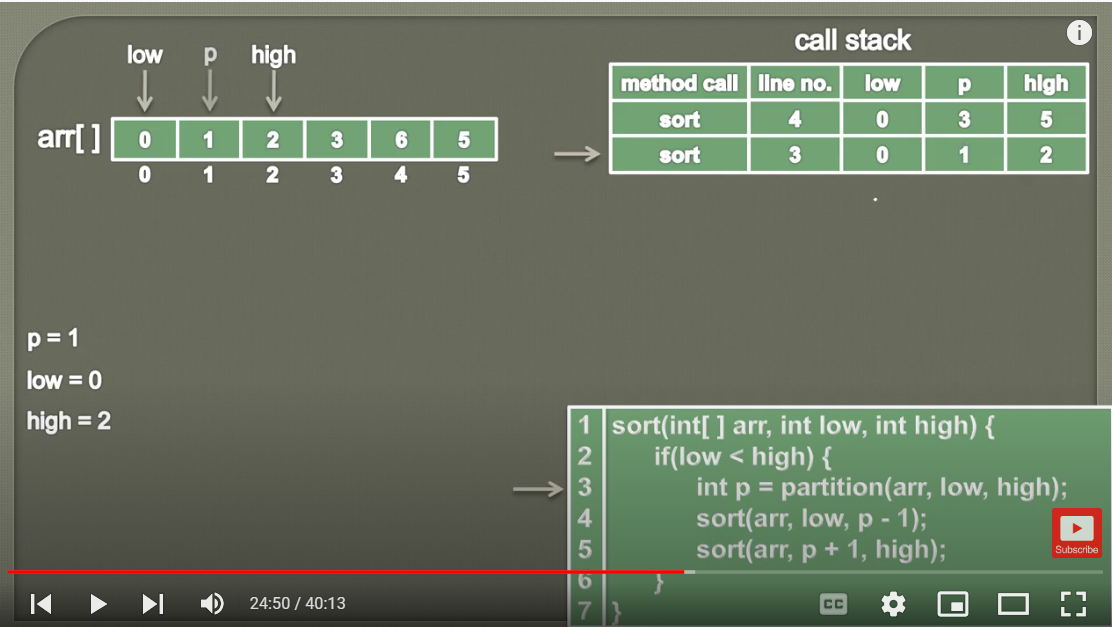 call stack
low p high
method call line no. low p high
arr[ ] 0 1 2 3 6 5
sort 4 0 3 5
0 1 2 3 4 5
sort 3 0 1 2
p = 1
low = 0
high = 2
1 sort(int[ ] arr, int low, int high) {
2 if(low < high) {
3 int p = partition(arr, low, high);
4 sort(arr, low, p - 1);
5 sort(arr, p + 1, high);
6 }
7 }
Subscribe
24:50 / 40:13
CC
i